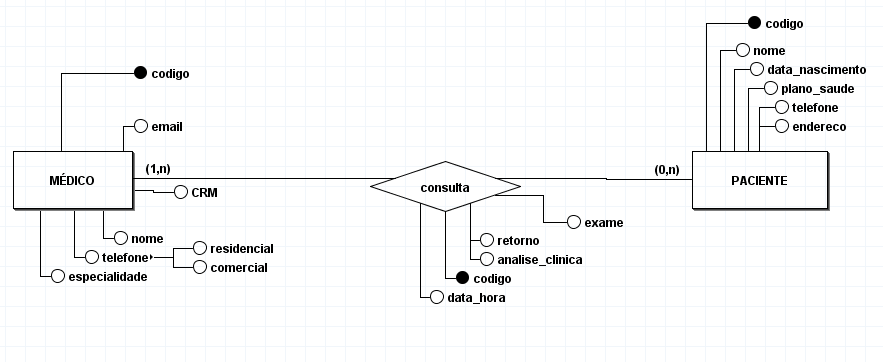 codigo
nome
data_nascimento
plano_saude
telefone
endereco
codigo
email
(1,n)
(0,n)
MÉDICO
consulta
PACIENTE
CRM
exame
nome
retorno
residencial
telefone
analise_clinica
comercial
especialidade
codigo
data_hora